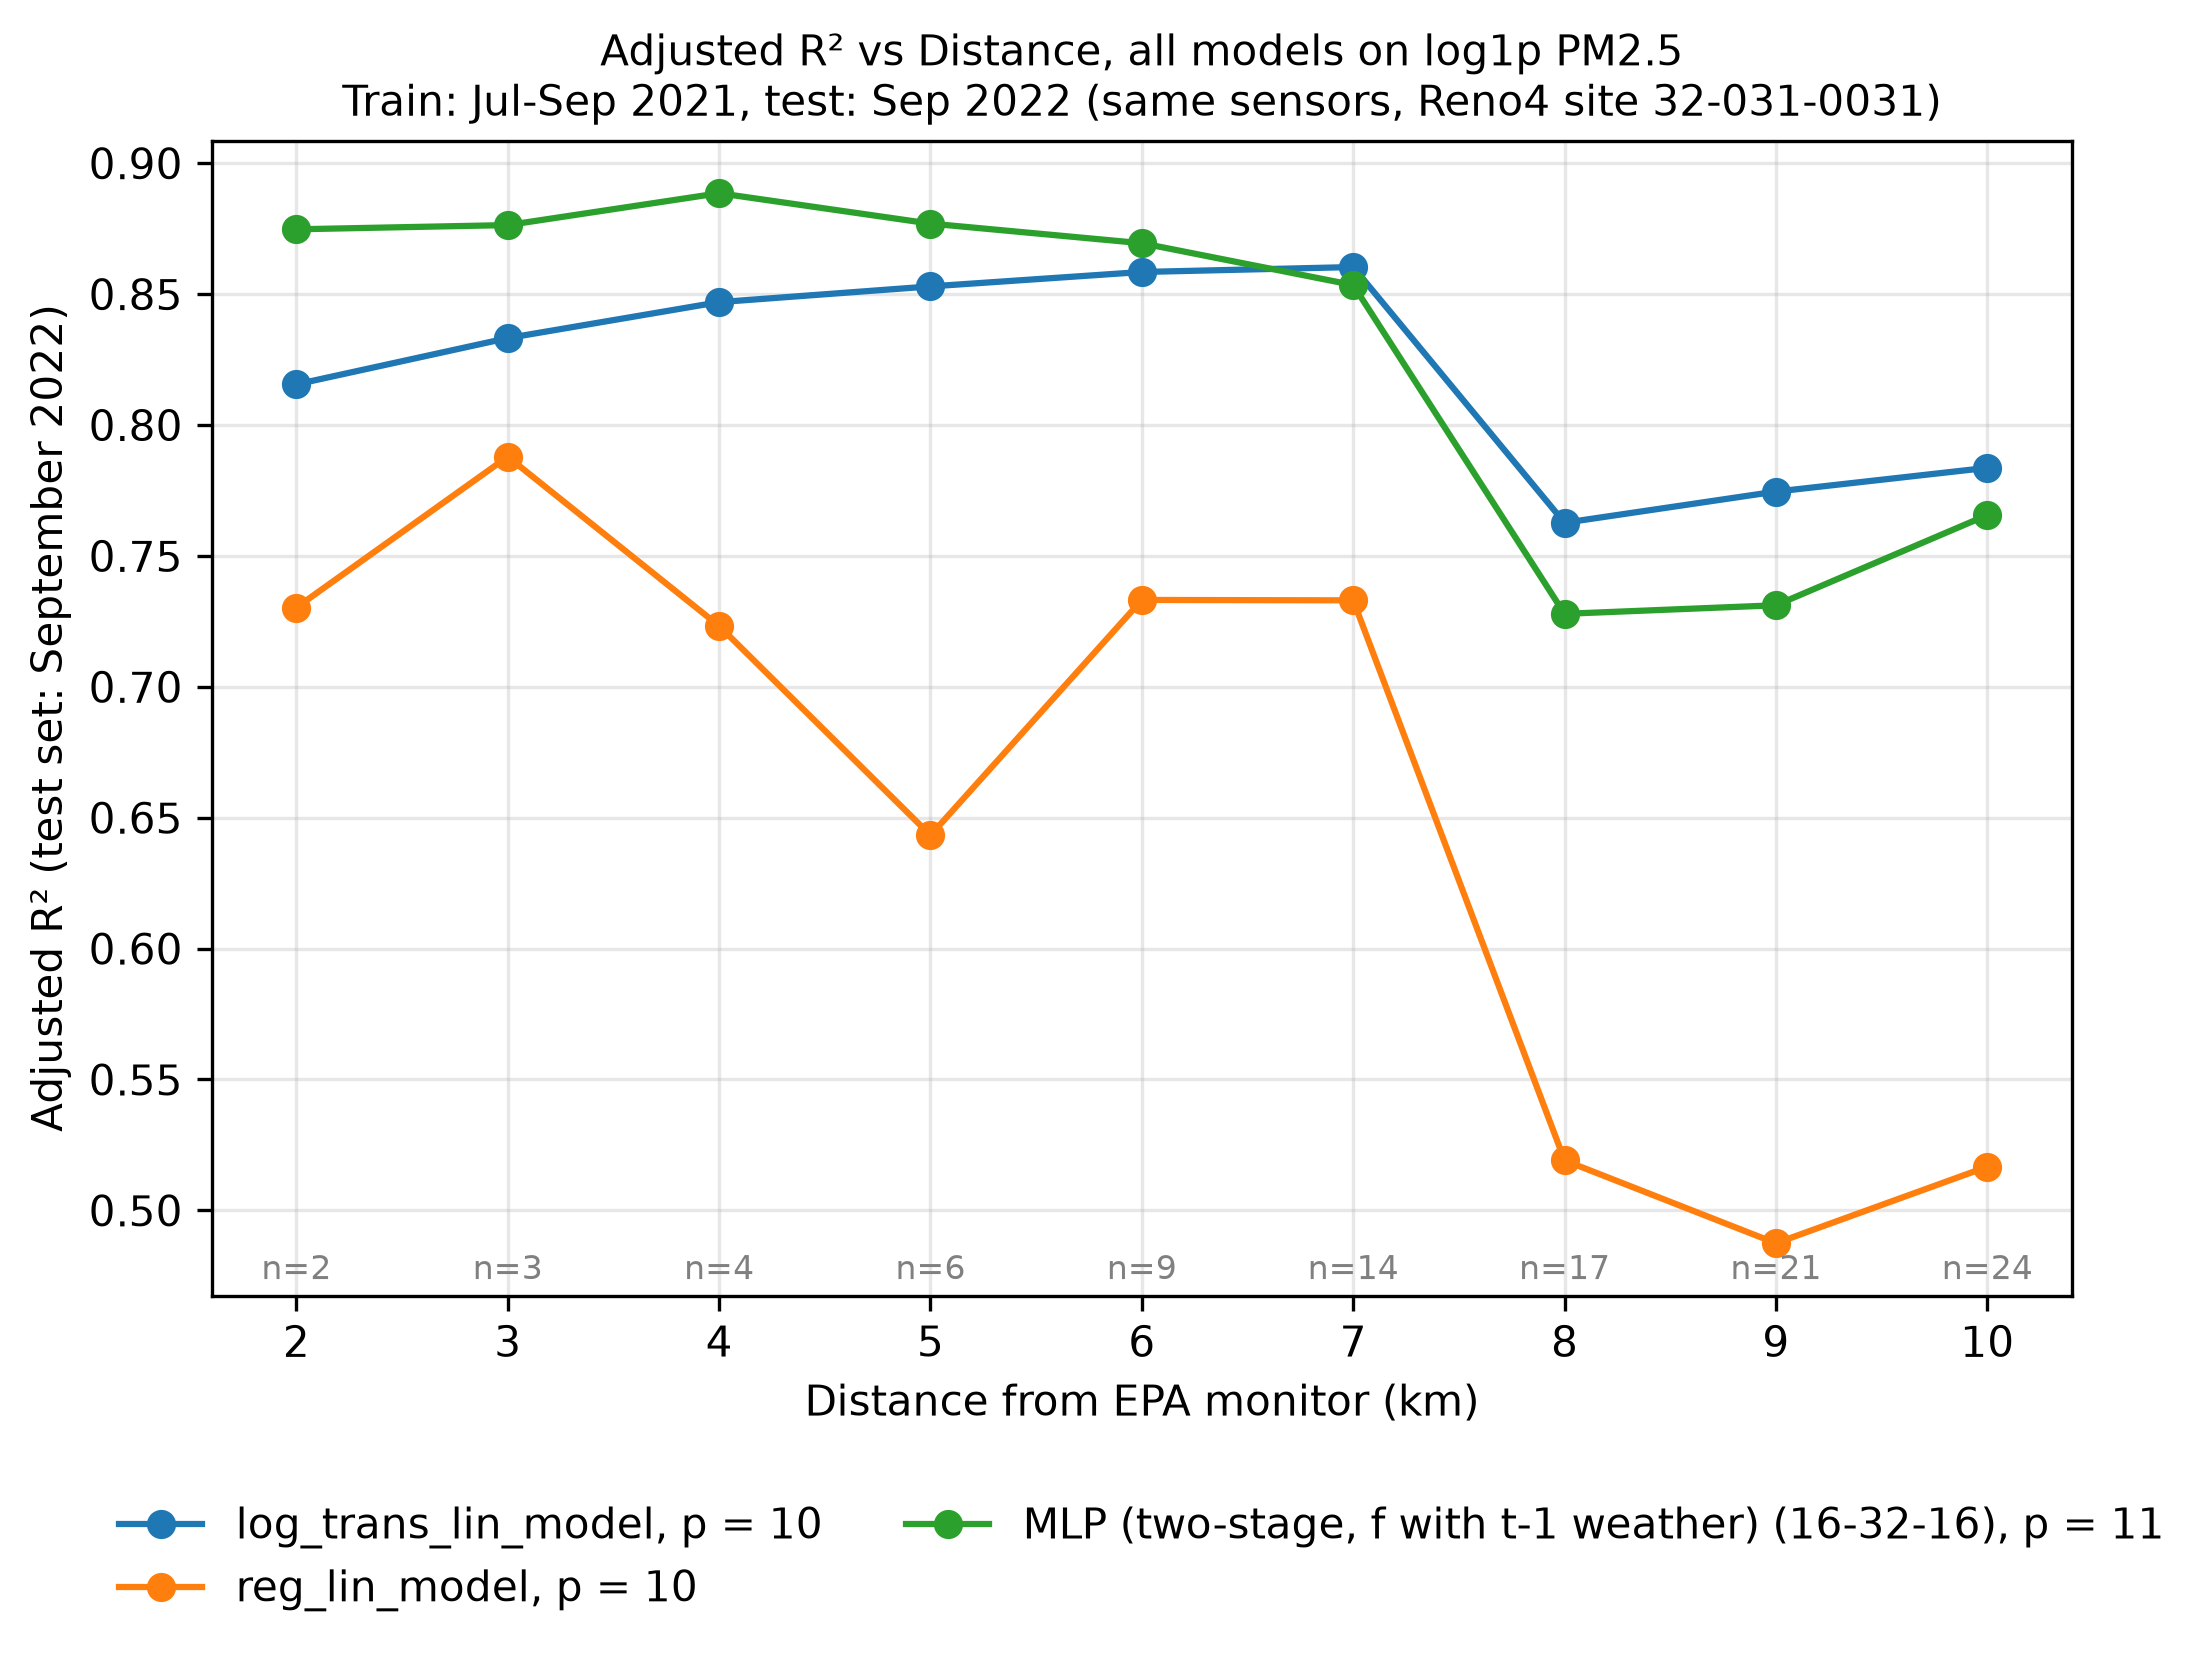 Adjusted R² vs Distance, all models on log1p PM2.5
Train: Jul-Sep 2021, test: Sep 2022 (same sensors, Reno4 site 32-031-0031)
Adjusted R² (test set: September 2022)
0.90
0.85
0.80
0.75
0.70
0.65
0.60
0.55
0.50
n=2 n=3 n=4 n=6 n=9 n=14 n=17 n=21 n=24
2 3 4 5 6 7 8 9 10
Distance from EPA monitor (km)
log_trans_lin_model, p = 10
reg_lin_model, p = 10
MLP (two-stage, f with t-1 weather) (16-32-16), p = 11